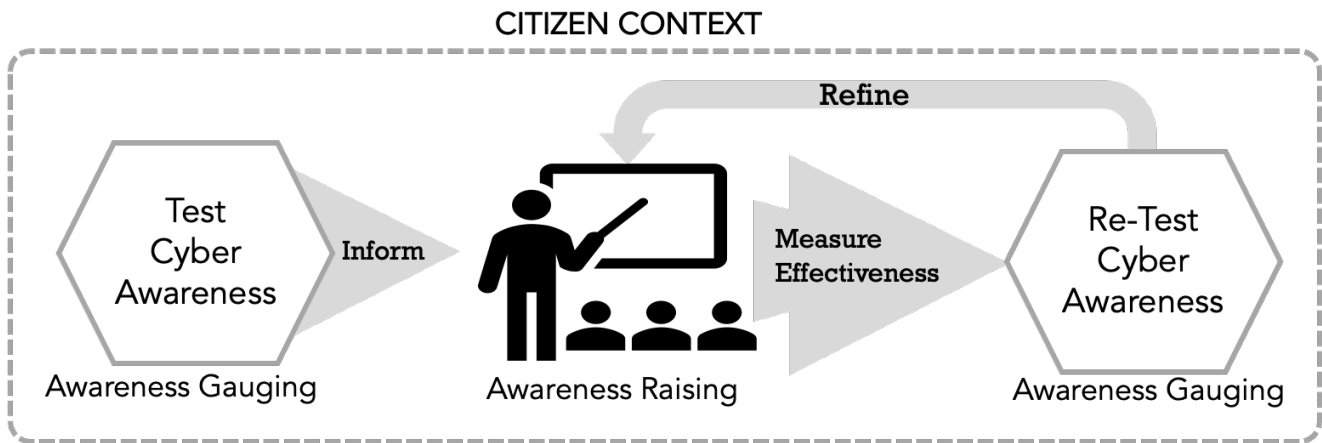 CITIZEN CONTEXT
Refine
Test
Cyber
Awareness
Inform
Measure
Effectiveness
Re-Test
Cyber
Awareness
Awareness Gauging
Awareness Raising
Awareness Gauging